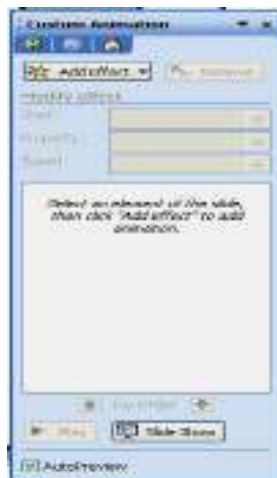 Custom Animation
Add Effect
Remove
Modify effect
Start:
Property:
Speed:
Select an element of the slide,
then click "Add Effect" to add
animation.
Re-Order
Play
Slide Show
AutoPreview